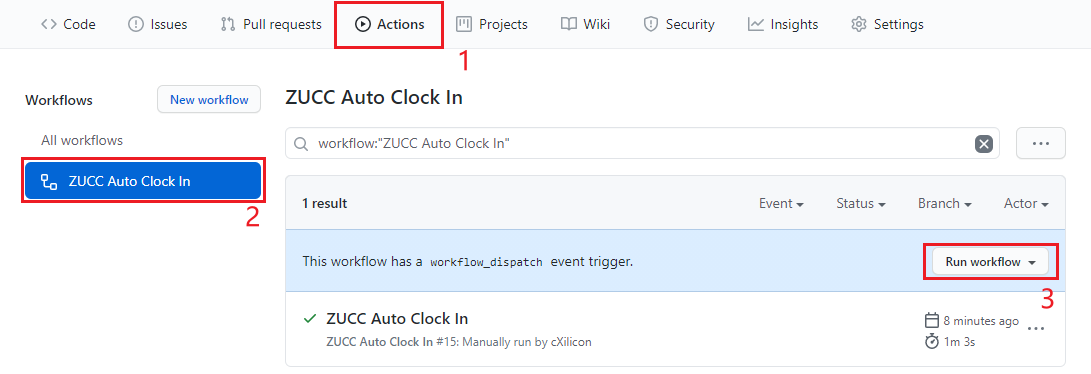 Code Issues Pull requests Actions Projects Wiki Security Insights Settings
1
Workflows New workflow
All workflows
ZUCC Auto Clock In
2
ZUCC Auto Clock In
workflow:"ZUCC Auto Clock In"
1 result Event Status Branch Actor
This workflow has a workflow_dispatch event trigger. Run workflow
3
ZUCC Auto Clock In 8 minutes ago
ZUCC Auto Clock In #15: Manually run by cXilicon 1m 3s